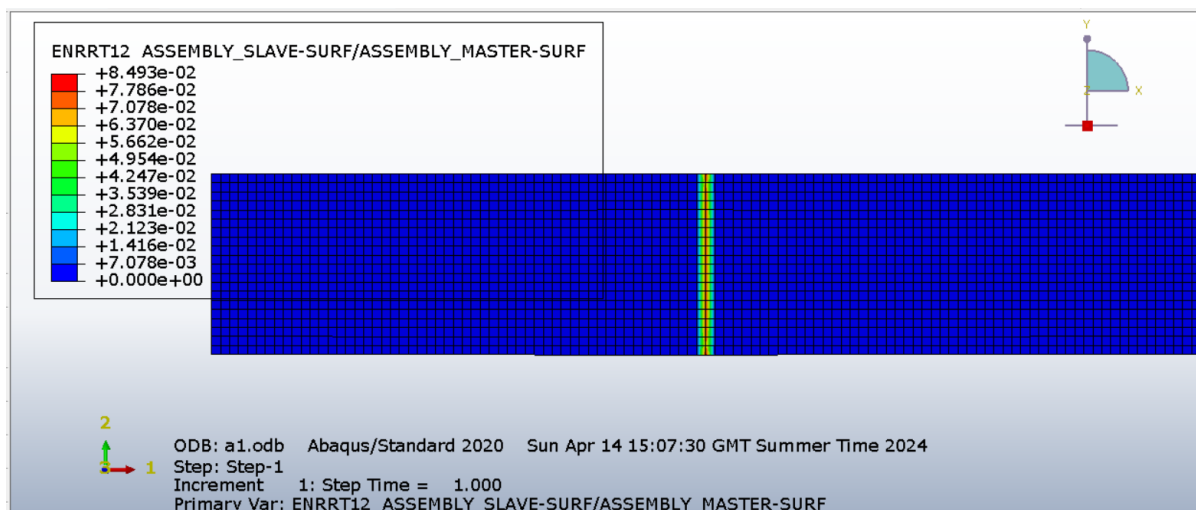 ENRRT12 ASSEMBLY_SLAVE-SURF/ASSEMBLY_MASTER-SURF
+8.493e-02
+7.786e-02
+7.078e-02
+6.370e-02
+5.662e-02
+4.954e-02
+4.247e-02
+3.539e-02
+2.831e-02
+2.123e-02
+1.416e-02
+7.078e-03
+0.000e+00
Y
Z X
2
3 1
ODB: a1.odb Abaqus/Standard 2020 Sun Apr 14 15:07:30 GMT Summer Time 2024
Step: Step-1
Increment 1: Step Time = 1.000
Primary Var: ENRRT12 ASSEMBLY_SLAVE-SURF/ASSEMBLY_MASTER-SURF